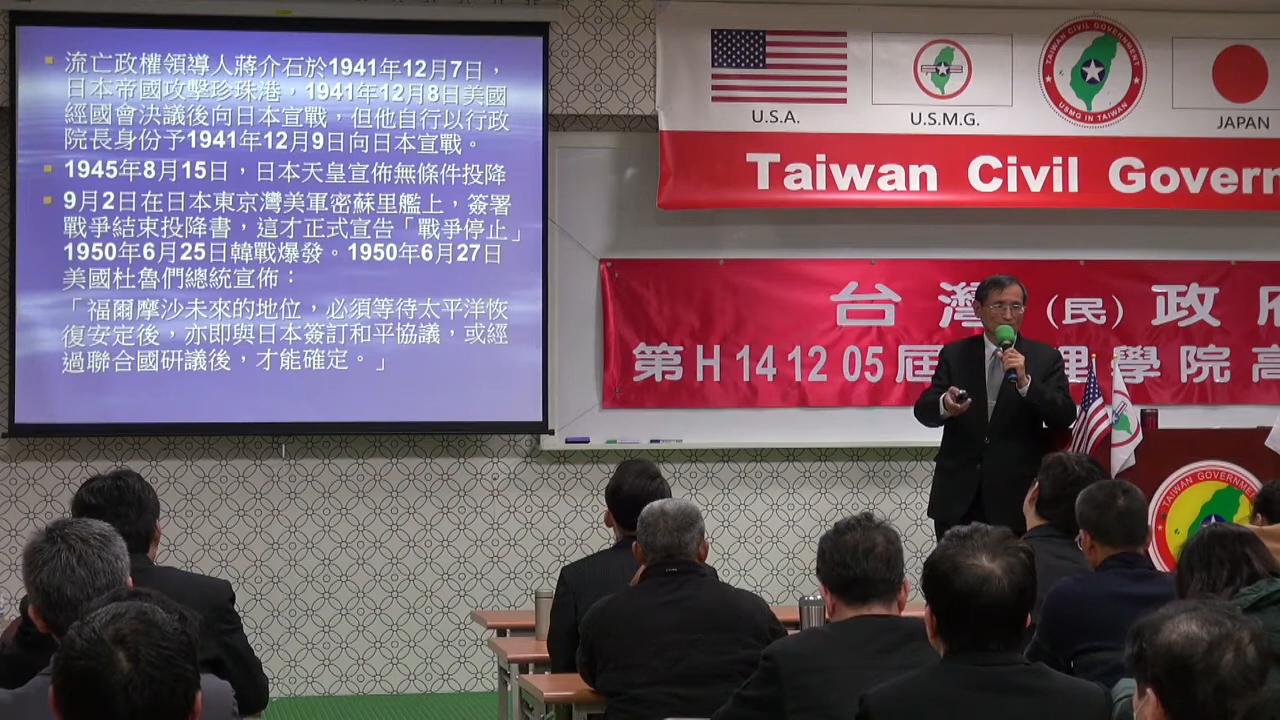 流亡政權領導人蔣介石於1941年12月7日，
日本帝國攻擊珍珠港，1941年12月8日美國
經國會決議後向日本宣戰，但他自行以行政
院長身份予1941年12月9日向日本宣戰。
1945年8月15日，日本天皇宣佈無條件投降
9月2日在日本東京灣美軍密蘇里艦上，簽署
戰爭結束投降書，這才正式宣告「戰爭停止」
1950年6月25日韓戰爆發。1950年6月27日
美國杜魯們總統宣佈：
「福爾摩沙未來的地位，必須等待太平洋恢
復安定後，亦即與日本簽訂和平協議，或經
過聯合國研議後，才能確定。」
U.S.A.
U.S.M.G.
TAIWAN CIVIL GOVERNMENT
USMG IN TAIWAN
JAPAN
Taiwan Civil Govern
台灣（民）政府
第H 14 12 05屆 理學院高
TAIWAN GOVERNMENT